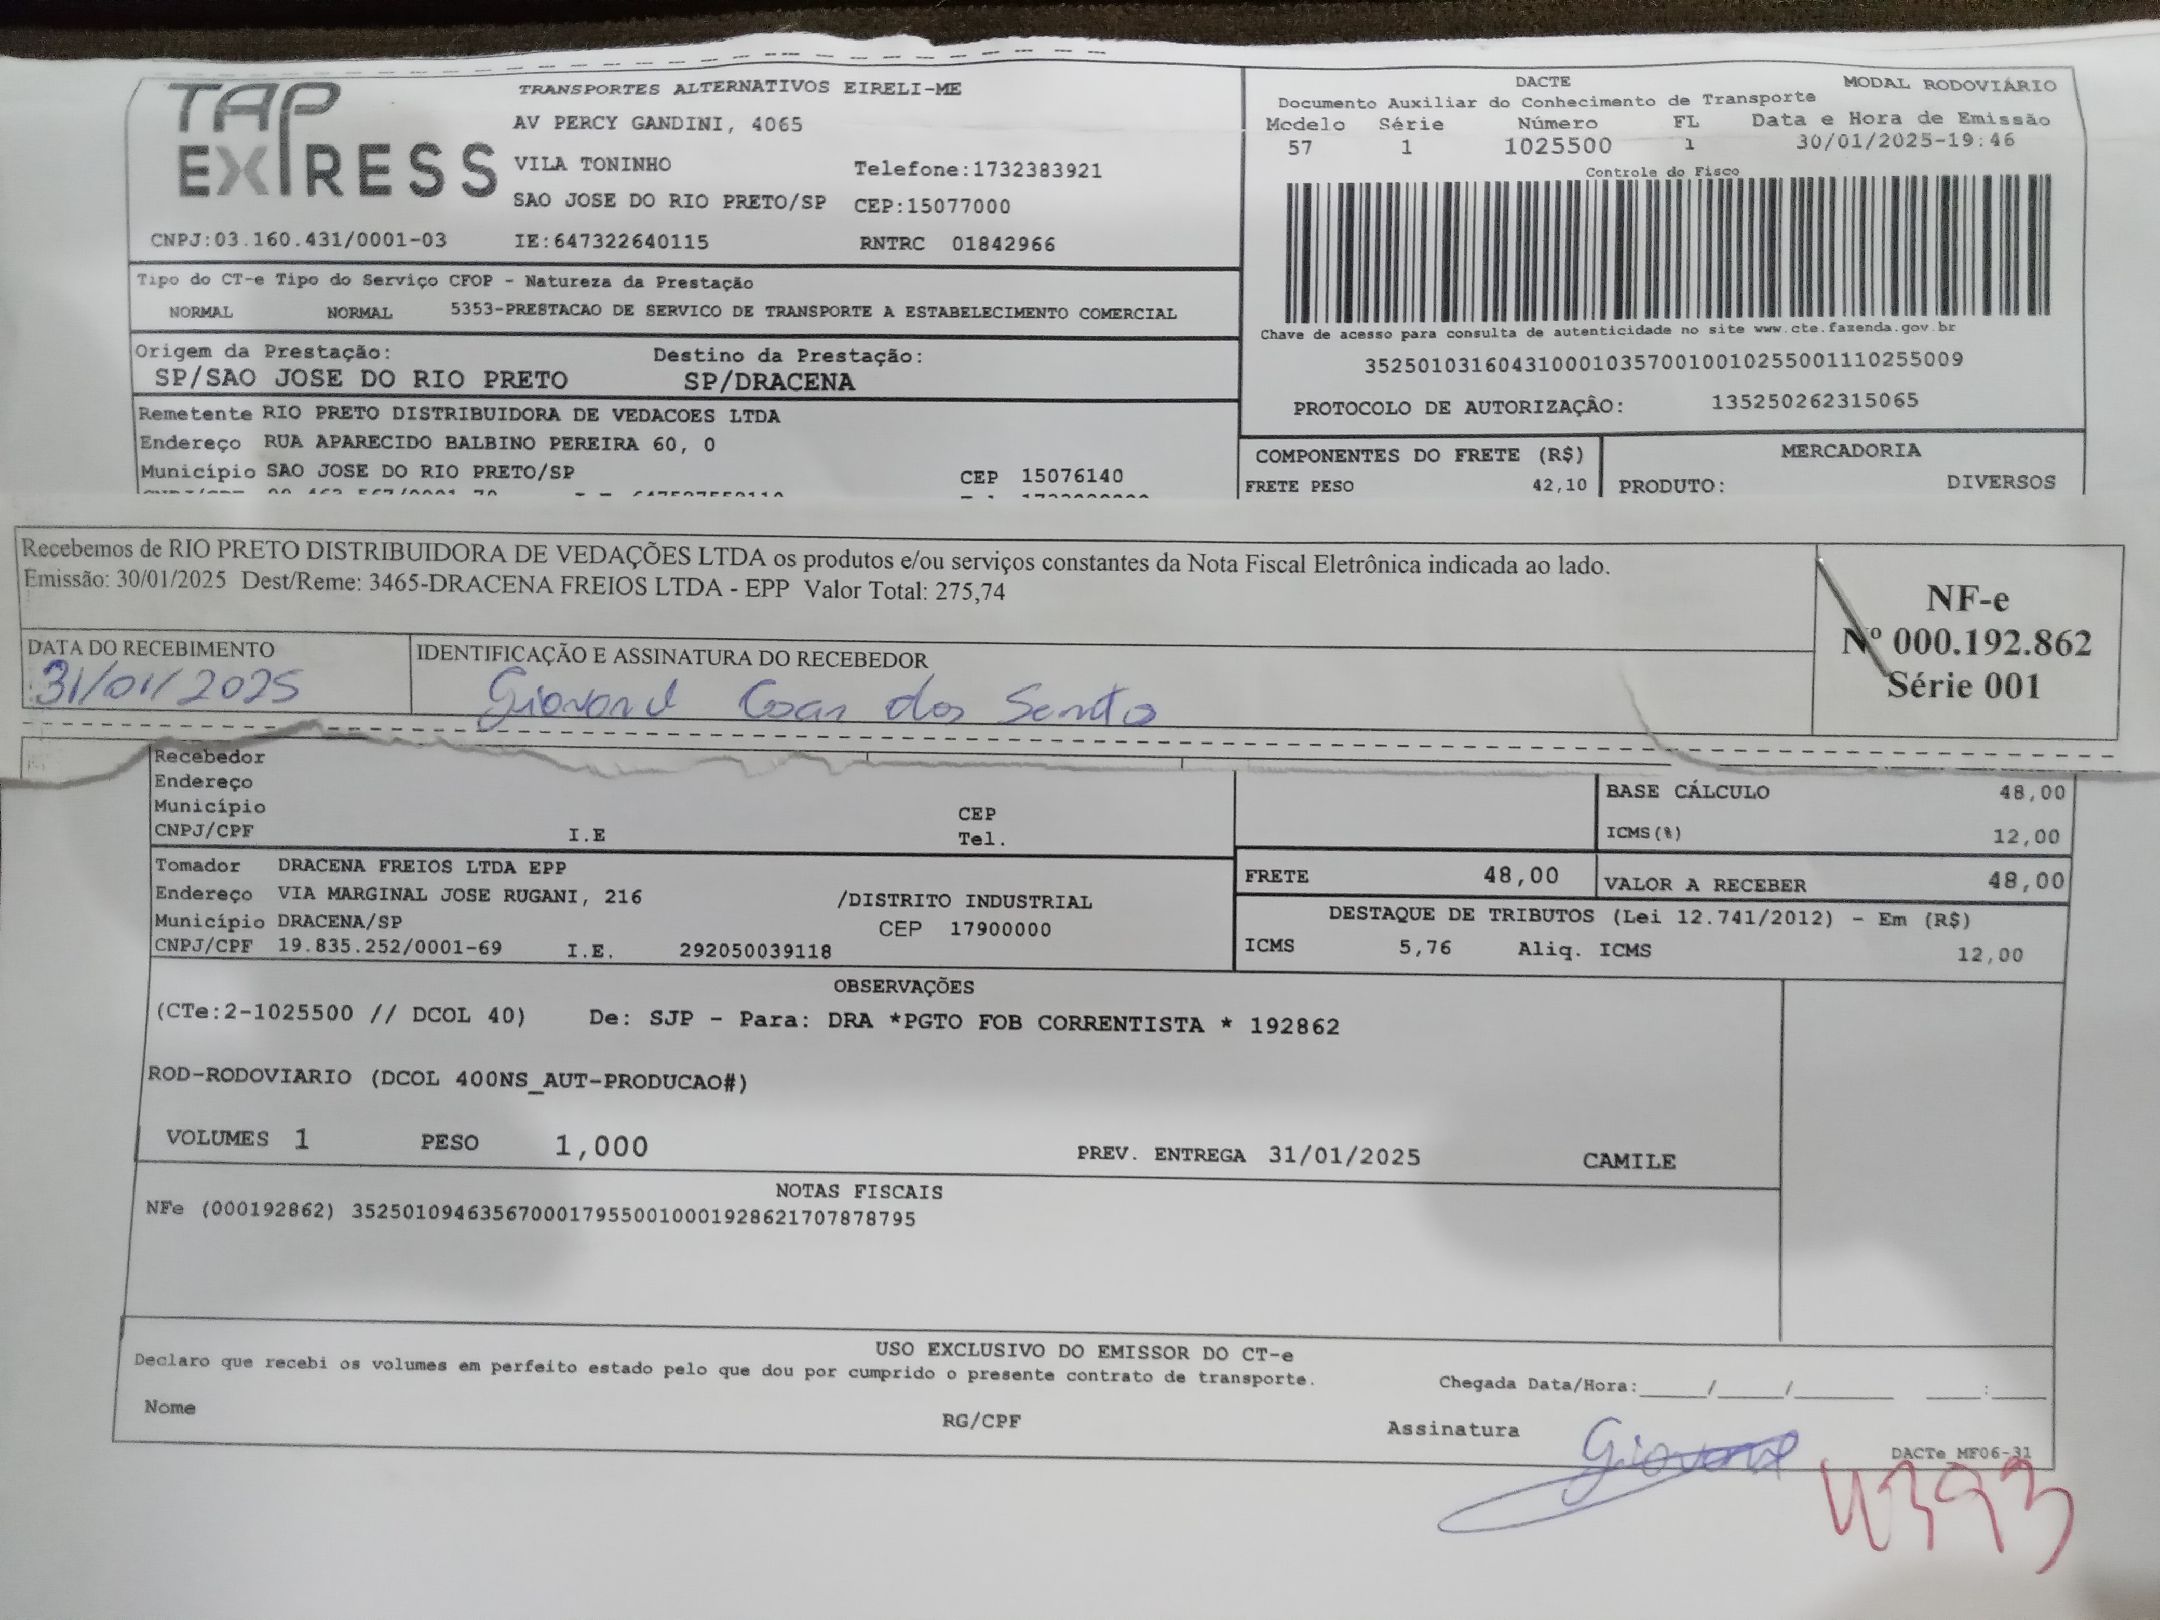 TAP EXPRESS
TRANSPORTES ALTERNATIVOS EIRELI-ME
AV PERCY GANDINI, 4065
VILA TONINHO Telefone:1732383921
SAO JOSE DO RIO PRETO/SP CEP:15077000
CNPJ:03.160.431/0001-03 IE:647322640115 RNTRC 01842966
DACTE MODAL RODOVIÁRIO
Documento Auxiliar do Conhecimento de Transporte
Modelo Série Número FL Data e Hora de Emissão
57 1 1025500 1 30/01/2025-19:46
Controle do Fisco
Chave de acesso para consulta de autenticidade no site www.cte.fazenda.gov.br
35250103160431000103570010010255001110255009
PROTOCOLO DE AUTORIZAÇÂO: 135250262315065
Tipo do CT-e Tipo do Serviço CFOP - Natureza da Prestação
NORMAL NORMAL 5353-PRESTACAO DE SERVICO DE TRANSPORTE A ESTABELECIMENTO COMERCIAL
Origem da Prestação: Destino da Prestação:
SP/SAO JOSE DO RIO PRETO SP/DRACENA
Remetente RIO PRETO DISTRIBUIDORA DE VEDACOES LTDA
Endereço RUA APARECIDO BALBINO PEREIRA 60, 0
Município SAO JOSE DO RIO PRETO/SP CEP 15076140
COMPONENTES DO FRETE (R$) MERCADORIA
FRETE PESO 42,10 PRODUTO: DIVERSOS
Recebemos de RIO PRETO DISTRIBUIDORA DE VEDAÇÕES LTDA os produtos e/ou serviços constantes da Nota Fiscal Eletrônica indicada ao lado.
Emissão: 30/01/2025 Dest/Reme: 3465-DRACENA FREIOS LTDA - EPP Valor Total: 275,74
NF-e
Nº 000.192.862
Série 001
DATA DO RECEBIMENTO IDENTIFICAÇÃO E ASSINATURA DO RECEBEDOR
31/01/2025
Recebedor
Endereço
Município CEP
CNPJ/CPF I.E Tel.
BASE CÁLCULO 48,00
ICMS(%) 12,00
Tomador DRACENA FREIOS LTDA EPP
Endereço VIA MARGINAL JOSE RUGANI, 216 /DISTRITO INDUSTRIAL
Município DRACENA/SP CEP 17900000
CNPJ/CPF 19.835.252/0001-69 I.E. 292050039118
FRETE 48,00 VALOR A RECEBER 48,00
DESTAQUE DE TRIBUTOS (Lei 12.741/2012) - Em (R$)
ICMS 5,76 Aliq. ICMS 12,00
OBSERVAÇÕES
(CTe:2-1025500 // DCOL 40) De: SJP - Para: DRA *PGTO FOB CORRENTISTA * 192862
ROD-RODOVIARIO (DCOL 400NS_AUT-PRODUCAO#)
VOLUMES 1 PESO 1,000 PREV. ENTREGA 31/01/2025 CAMILE
NOTAS FISCAIS
NFe (000192862) 35250109463567000179550010001928621707878795
USO EXCLUSIVO DO EMISSOR DO CT-e
Declaro que recebi os volumes em perfeito estado pelo que dou por cumprido o presente contrato de transporte.
Chegada Data/Hora:_____/_____/_______ ____:____
Nome RG/CPF Assinatura
DACTe MF06-31